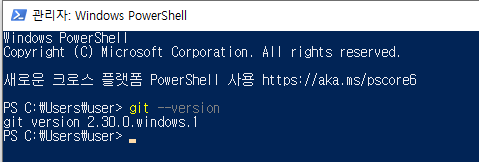 관리자: Windows PowerShell
Windows PowerShell
Copyright (C) Microsoft Corporation. All rights reserved.
새로운 크로스 플랫폼 PowerShell 사용 https://aka.ms/pscore6
PS C:₩Users₩user> git --version
git version 2.30.0.windows.1
PS C:₩Users₩user>